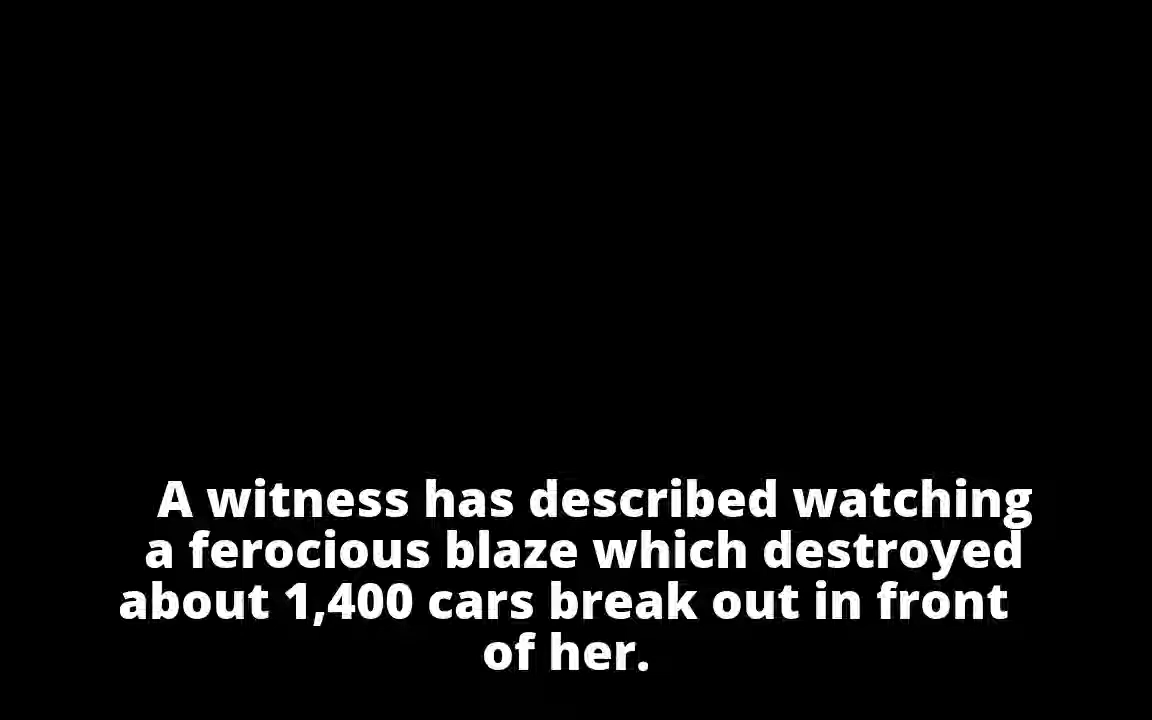 A witness has described watching
a ferocious blaze which destroyed
about 1,400 cars break out in front
of her.